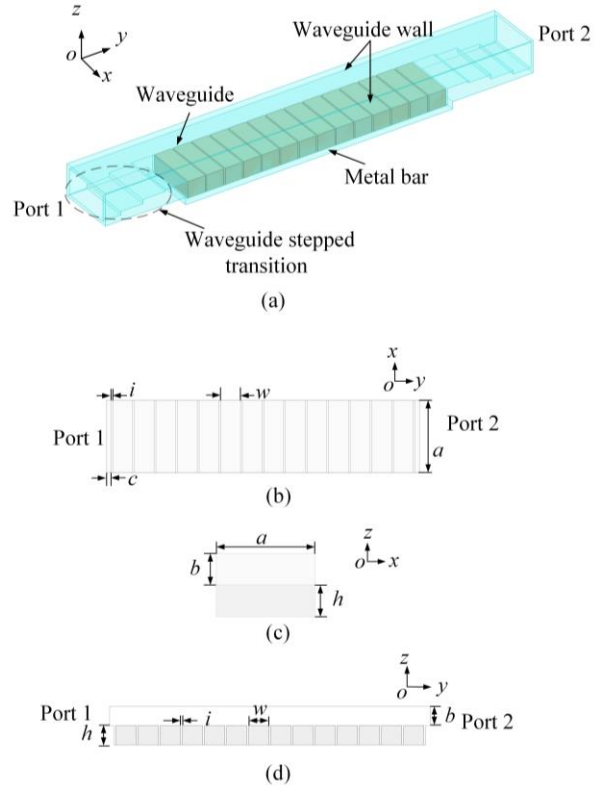 z
y
o
x
Waveguide wall
Port 2
Waveguide
Metal bar
Port 1
Waveguide stepped
transition
(a)
x
o y
i w
Port 1 Port 2
a
c
(b)
a z
b o x
h
(c)
z
o y
Port 1 i w b Port 2
h
(d)